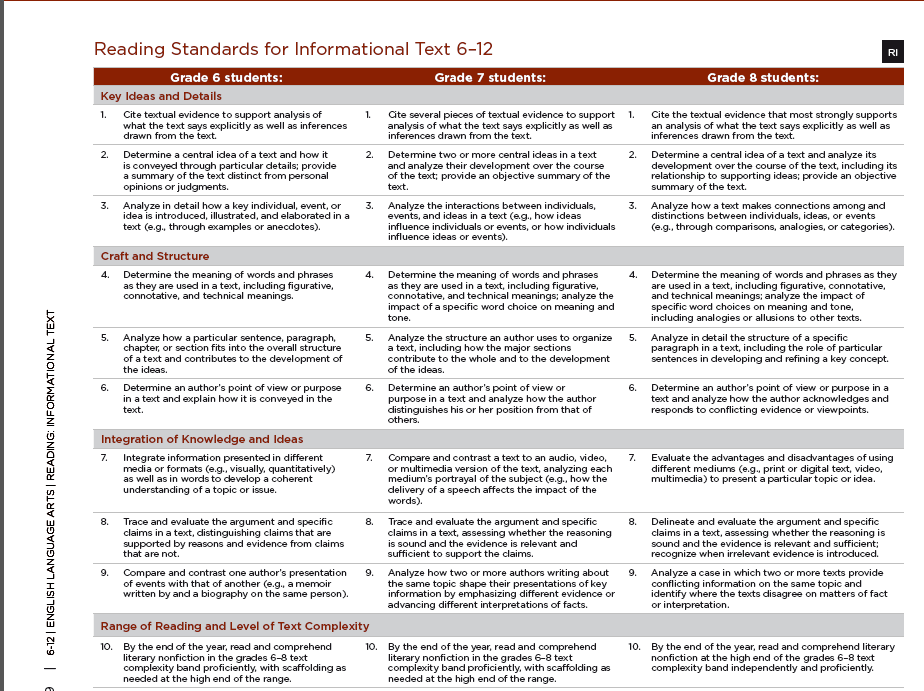 Reading Standards for Informational Text 6–12
RI
Grade 6 students:
Grade 7 students:
Grade 8 students:
Key Ideas and Details
1. Cite textual evidence to support analysis of
what the text says explicitly as well as inferences
drawn from the text.
1. Cite several pieces of textual evidence to support
analysis of what the text says explicitly as well as
inferences drawn from the text.
1. Cite the textual evidence that most strongly supports
an analysis of what the text says explicitly as well as
inferences drawn from the text.
2. Determine a central idea of a text and how it
is conveyed through particular details; provide
a summary of the text distinct from personal
opinions or judgments.
2. Determine two or more central ideas in a text
and analyze their development over the course
of the text; provide an objective summary of the
text.
2. Determine a central idea of a text and analyze its
development over the course of the text, including its
relationship to supporting ideas; provide an objective
summary of the text.
3. Analyze in detail how a key individual, event, or
idea is introduced, illustrated, and elaborated in a
text (e.g., through examples or anecdotes).
3. Analyze the interactions between individuals,
events, and ideas in a text (e.g., how ideas
influence individuals or events, or how individuals
influence ideas or events).
3. Analyze how a text makes connections among and
distinctions between individuals, ideas, or events
(e.g., through comparisons, analogies, or categories).
Craft and Structure
4. Determine the meaning of words and phrases
as they are used in a text, including figurative,
connotative, and technical meanings.
4. Determine the meaning of words and phrases
as they are used in a text, including figurative,
connotative, and technical meanings; analyze the
impact of a specific word choice on meaning and
tone.
4. Determine the meaning of words and phrases as they
are used in a text, including figurative, connotative,
and technical meanings; analyze the impact of
specific word choices on meaning and tone,
including analogies or allusions to other texts.
5. Analyze how a particular sentence, paragraph,
chapter, or section fits into the overall structure
of a text and contributes to the development of
the ideas.
5. Analyze the structure an author uses to organize
a text, including how the major sections
contribute to the whole and to the development
of the ideas.
5. Analyze in detail the structure of a specific
paragraph in a text, including the role of particular
sentences in developing and refining a key concept.
6. Determine an author's point of view or purpose
in a text and explain how it is conveyed in the
text.
6. Determine an author's point of view or
purpose in a text and analyze how the author
distinguishes his or her position from that of
others.
6. Determine an author's point of view or purpose in a
text and analyze how the author acknowledges and
responds to conflicting evidence or viewpoints.
Integration of Knowledge and Ideas
7. Integrate information presented in different
media or formats (e.g., visually, quantitatively)
as well as in words to develop a coherent
understanding of a topic or issue.
7. Compare and contrast a text to an audio, video,
or multimedia version of the text, analyzing each
medium's portrayal of the subject (e.g., how the
delivery of a speech affects the impact of the
words).
7. Evaluate the advantages and disadvantages of using
different mediums (e.g., print or digital text, video,
multimedia) to present a particular topic or idea.
8. Trace and evaluate the argument and specific
claims in a text, distinguishing claims that are
supported by reasons and evidence from claims
that are not.
8. Trace and evaluate the argument and specific
claims in a text, assessing whether the reasoning
is sound and the evidence is relevant and
sufficient to support the claims.
8. Delineate and evaluate the argument and specific
claims in a text, assessing whether the reasoning is
sound and the evidence is relevant and sufficient;
recognize when irrelevant evidence is introduced.
9. Compare and contrast one author's presentation
of events with that of another (e.g., a memoir
written by and a biography on the same person).
9. Analyze how two or more authors writing about
the same topic shape their presentations of key
information by emphasizing different evidence or
advancing different interpretations of facts.
9. Analyze a case in which two or more texts provide
conflicting information on the same topic and
identify where the texts disagree on matters of fact
or interpretation.
Range of Reading and Level of Text Complexity
10. By the end of the year, read and comprehend
literary nonfiction in the grades 6–8 text
complexity band proficiently, with scaffolding as
needed at the high end of the range.
10. By the end of the year, read and comprehend
literary nonfiction in the grades 6–8 text
complexity band proficiently, with scaffolding as
needed at the high end of the range.
10. By the end of the year, read and comprehend literary
nonfiction at the high end of the grades 6–8 text
complexity band independently and proficiently.
| 6-12 | ENGLISH LANGUAGE ARTS | READING: INFORMATIONAL TEXT